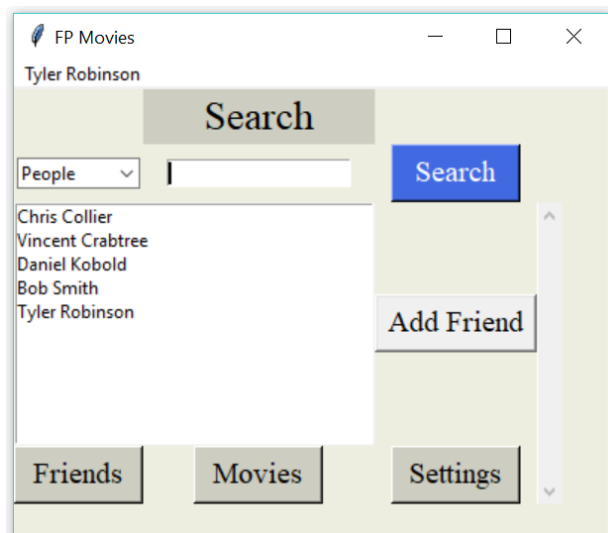 FP Movies
Tyler Robinson
Search
People
Search
Chris Collier
Vincent Crabtree
Daniel Kobold
Bob Smith
Tyler Robinson
Add Friend
Friends
Movies
Settings